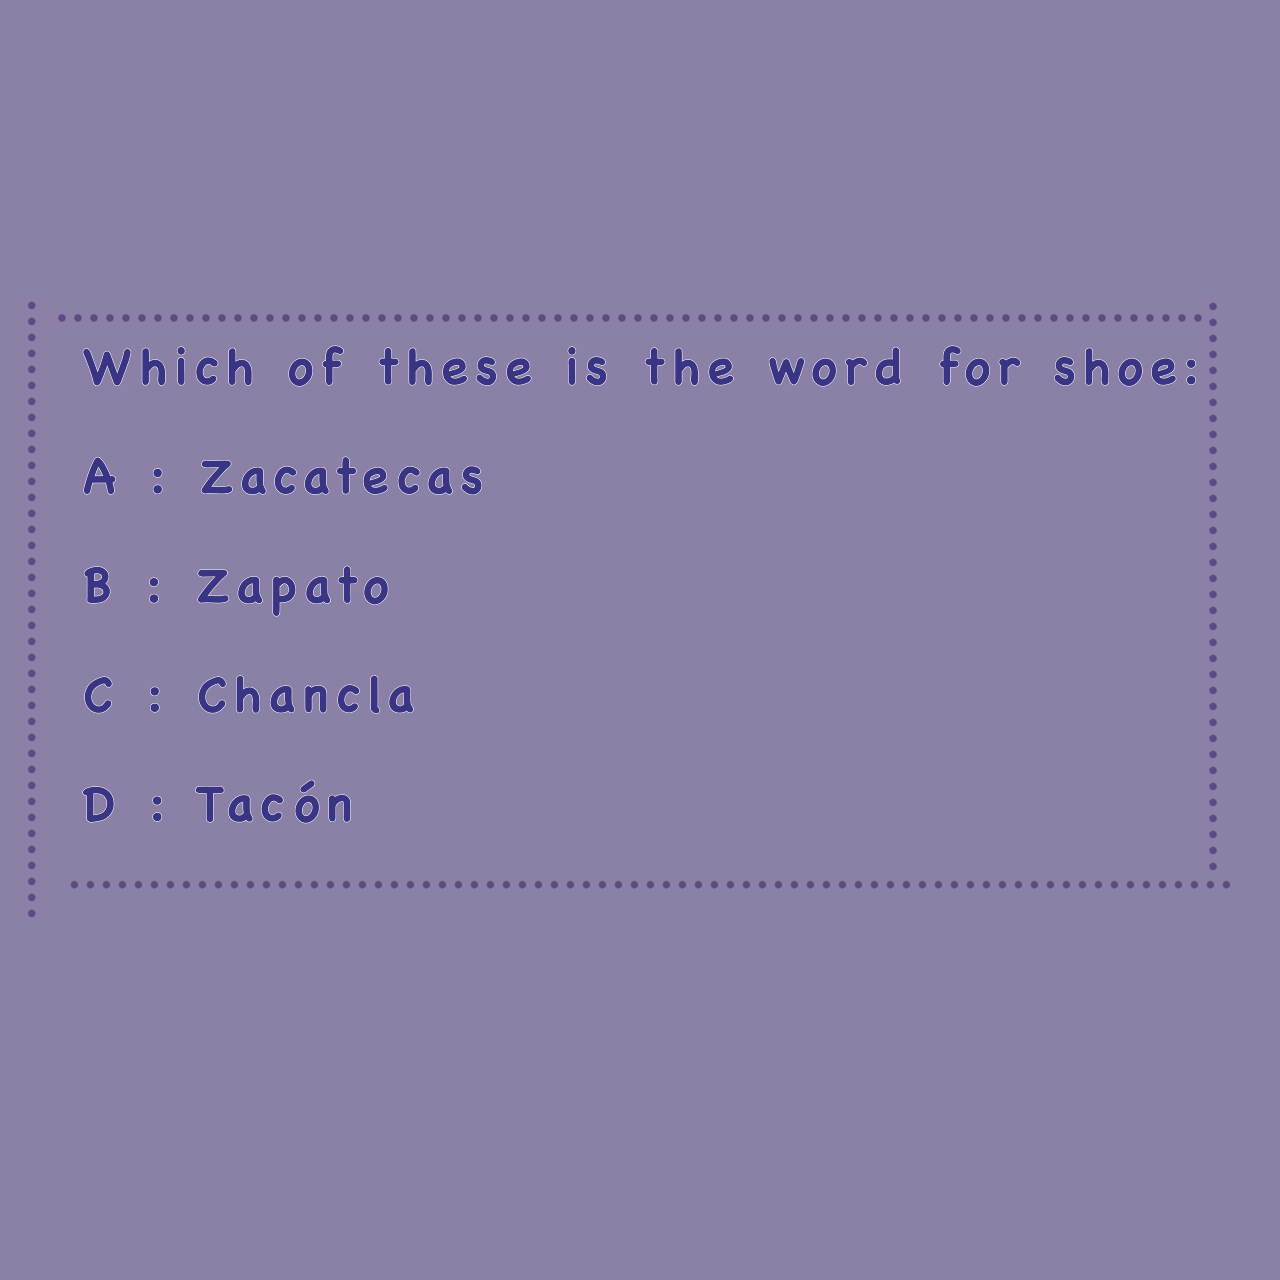 Which of these is the word for shoe:
A : Zacatecas
B : Zapato
C : Chancla
D : Tacón